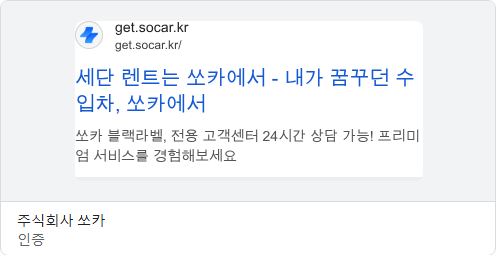 get.socar.kr
get.socar.kr/
세단 렌트는 쏘카에서 - 내가 꿈꾸던 수
입차, 쏘카에서
쏘카 블랙라벨, 전용 고객센터 24시간 상담 가능! 프리미
엄 서비스를 경험해보세요
주식회사 쏘카
인증